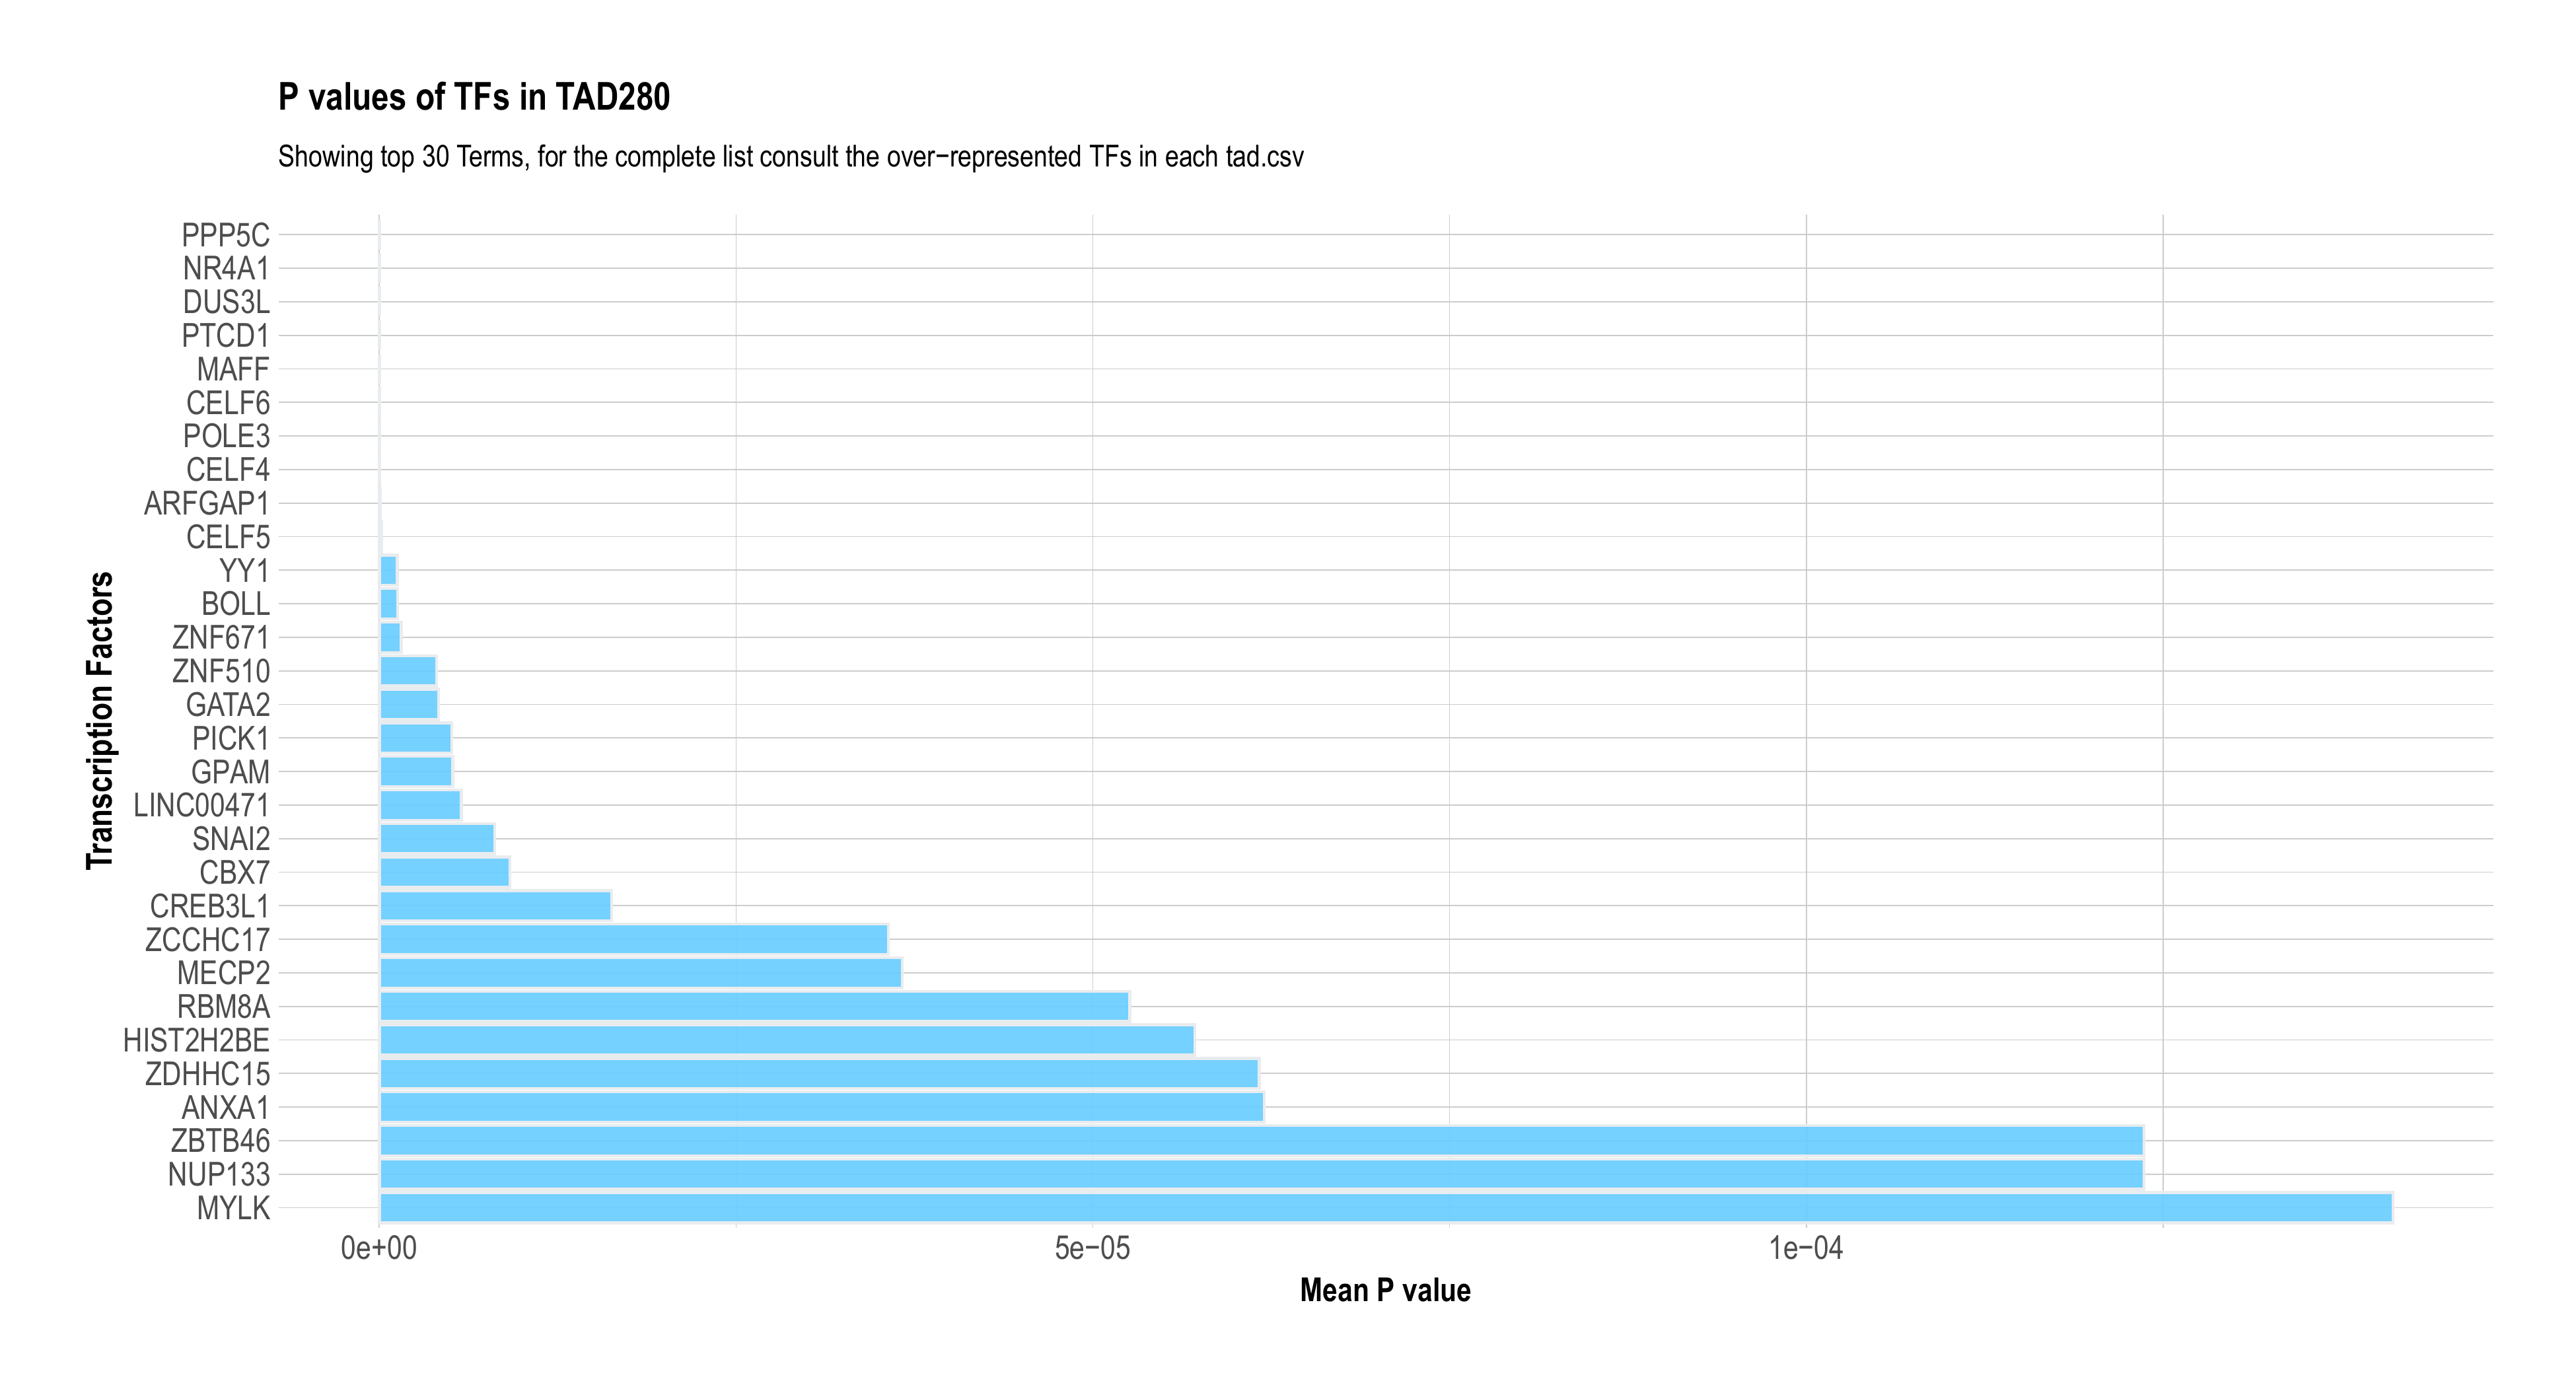 P values of TFs in TAD280
Showing top 30 Terms, for the complete list consult the over−represented TFs in each tad.csv
Transcription Factors
PPP5C
NR4A1
DUS3L
PTCD1
MAFF
CELF6
POLE3
CELF4
ARFGAP1
CELF5
YY1
BOLL
ZNF671
ZNF510
GATA2
PICK1
GPAM
LINC00471
SNAI2
CBX7
CREB3L1
ZCCHC17
MECP2
RBM8A
HIST2H2BE
ZDHHC15
ANXA1
ZBTB46
NUP133
MYLK
0e+00 5e−05 1e−04
Mean P value